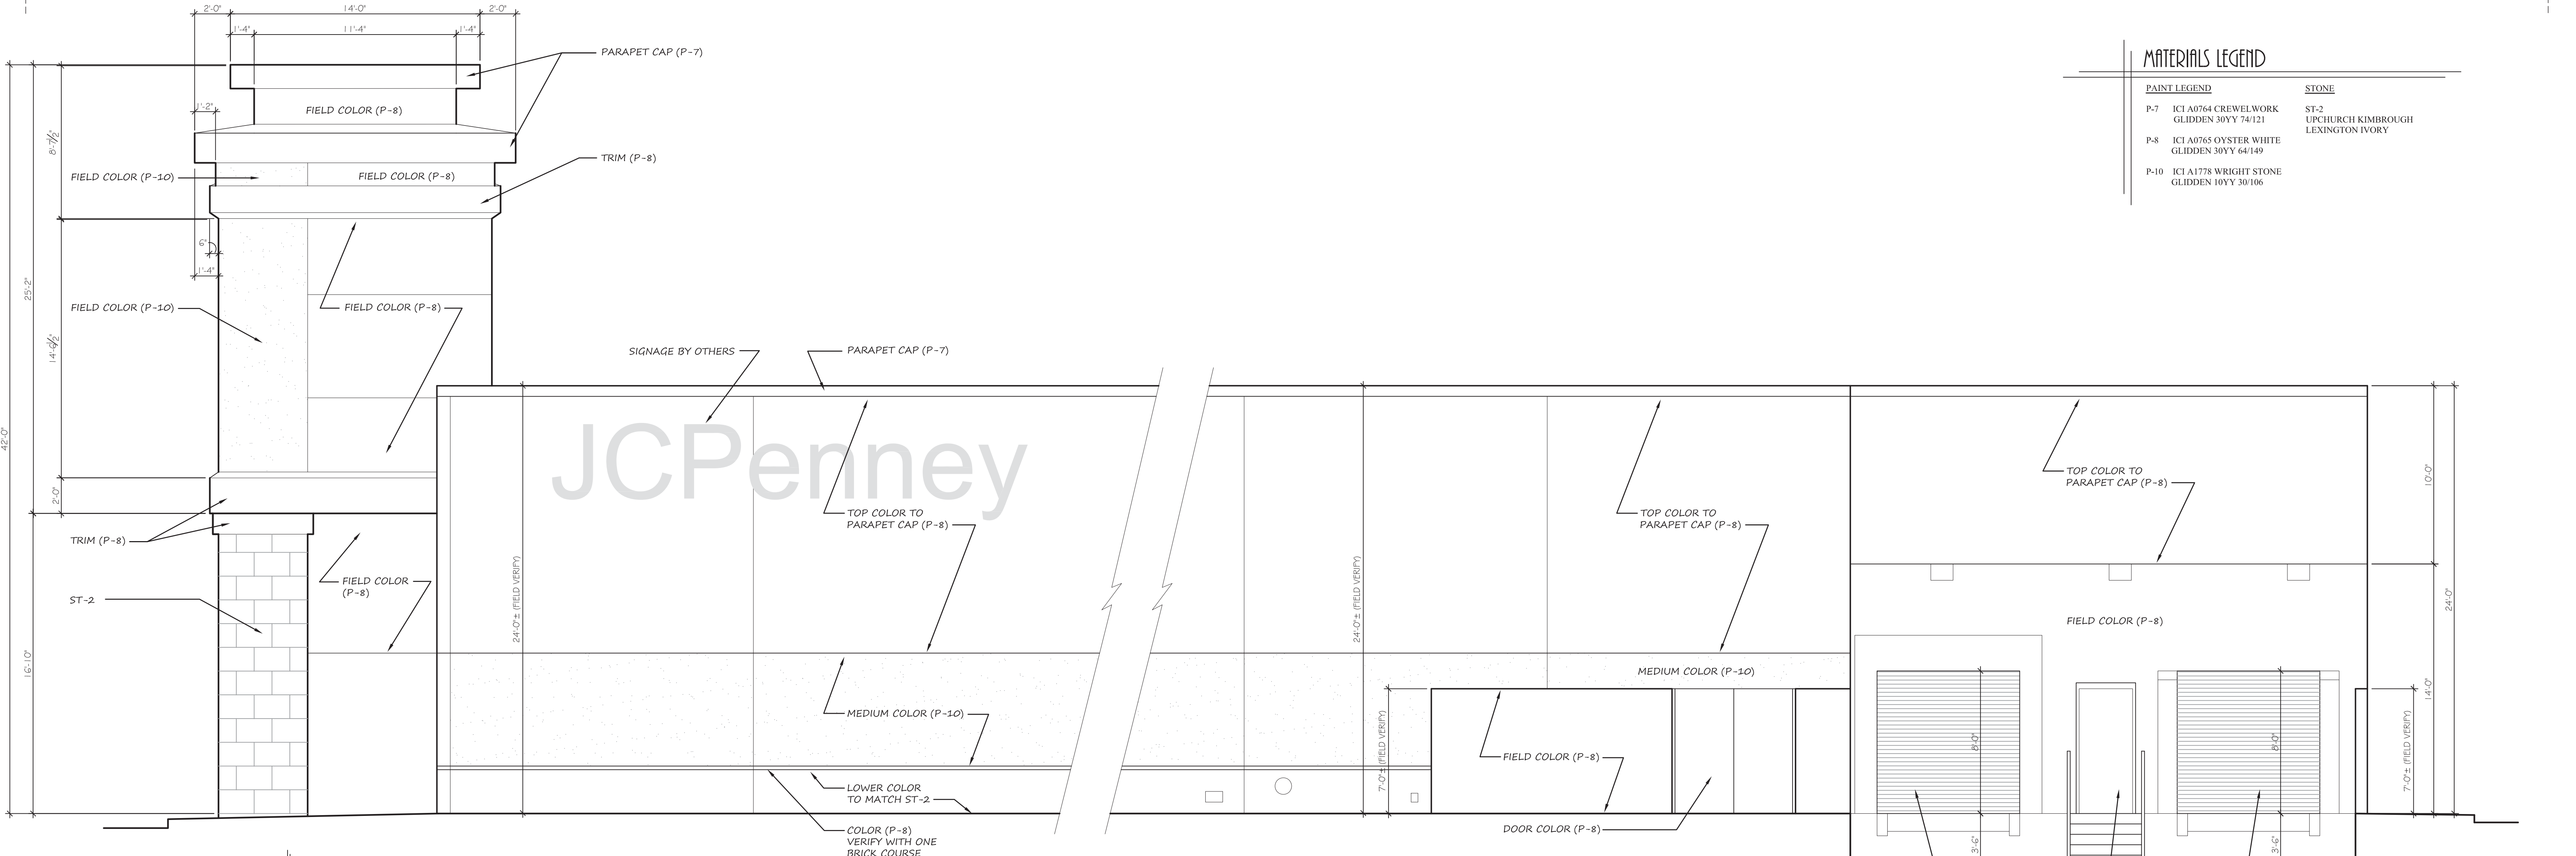 2'-0" 14'-0" 2'-0"
1'-4" 11'-4" 1'-4"
PARAPET CAP (P-7)
MATERIALS LEGEND
PAINT LEGEND STONE
P-7 ICI A0764 CREWELWORK ST-2
GLIDDEN 30YY 74/121 UPCHURCH KIMBROUGH
LEXINGTON IVORY
P-8 ICI A0765 OYSTER WHITE
GLIDDEN 30YY 64/149
P-10 ICI A1778 WRIGHT STONE
GLIDDEN 10YY 30/106
1'-2"
FIELD COLOR (P-8)
8'-7 1/2"
TRIM (P-8)
FIELD COLOR (P-10)
FIELD COLOR (P-8)
6"
1'-4"
25'-2"
FIELD COLOR (P-10)
FIELD COLOR (P-8)
SIGNAGE BY OTHERS
PARAPET CAP (P-7)
42'-0"
JCPenney
TOP COLOR TO
PARAPET CAP (P-8)
TOP COLOR TO
PARAPET CAP (P-8)
TOP COLOR TO
PARAPET CAP (P-8)
10'-0"
2'-0"
TRIM (P-8)
FIELD COLOR
(P-8)
ST-2
24'-0"± (FIELD VERIFY)
24'-0"± (FIELD VERIFY)
24'-0"
FIELD COLOR (P-8)
16'-10"
MEDIUM COLOR (P-10)
14'-0"
MEDIUM COLOR (P-10)
7'-0"± (FIELD VERIFY)
FIELD COLOR (P-8)
8'-0"
8'-0"
7'-0"± (FIELD VERIFY)
LOWER COLOR
TO MATCH ST-2
COLOR (P-8)
VERIFY WITH ONE
BRICK COURSE
DOOR COLOR (P-8)
3'-6"
3'-6"